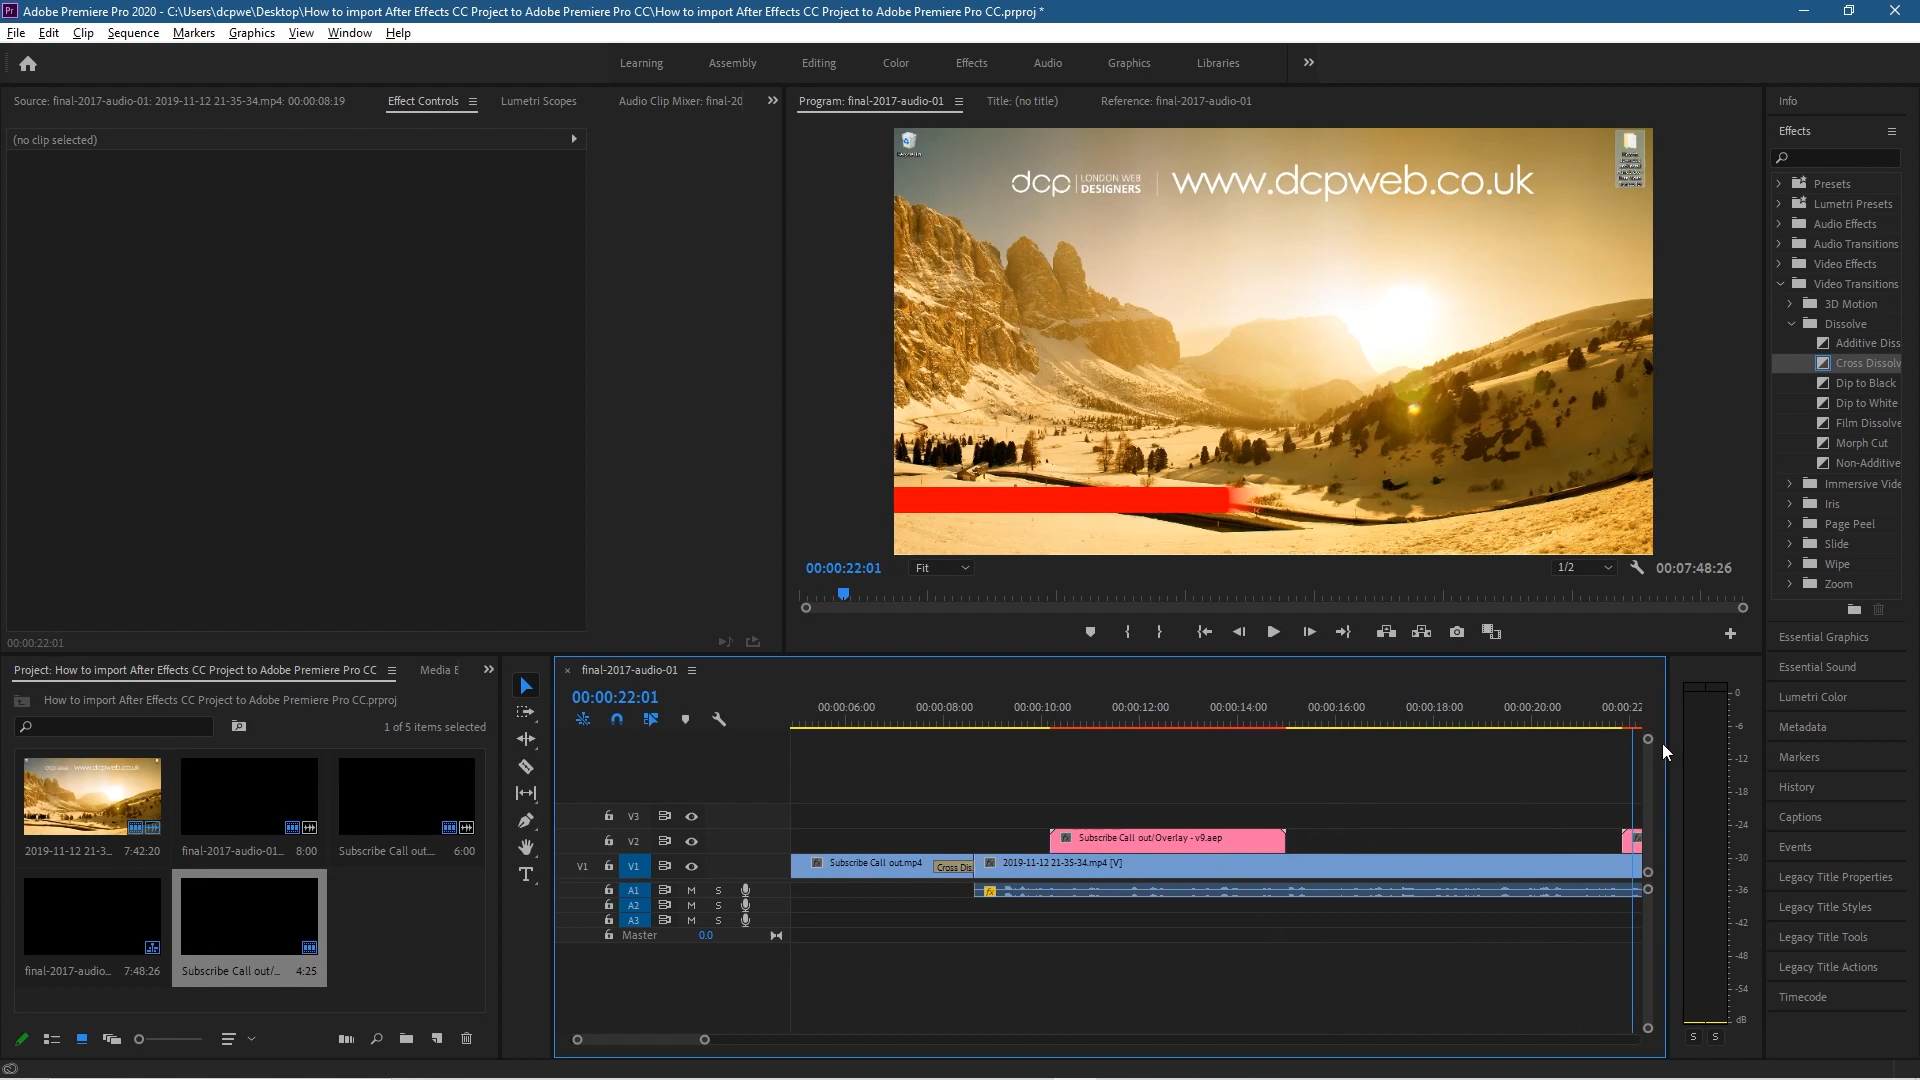 Adobe Premiere Pro 2020 - C:\Users\dcpwe\Desktop\How to import After Effects CC Project to Adobe Premiere Pro CC\How to import After Effects CC Project to Adobe Premiere Pro CC.prproj *
File Edit Clip Sequence Markers Graphics View Window Help
Learning Assembly Editing Color Effects Audio Graphics Libraries
Source: final-2017-audio-01: 2019-11-12 21-35-34.mp4: 00:00:08:19 Effect Controls Lumetri Scopes Audio Clip Mixer: final-20
(no clip selected)
00:00:22:01
Program: final-2017-audio-01 Title: (no title) Reference: final-2017-audio-01
dcp LONDON WEB DESIGNERS www.dcpweb.co.uk
00:00:22:01 Fit 1/2 00:07:48:26
Info
Effects
Presets
Lumetri Presets
Audio Effects
Audio Transitions
Video Effects
Video Transitions
3D Motion
Dissolve
Additive Diss
Cross Dissolv
Dip to Black
Dip to White
Film Dissolve
Morph Cut
Non-Additive
Immersive Vide
Iris
Page Peel
Slide
Wipe
Zoom
Essential Graphics
Essential Sound
Lumetri Color
Metadata
Markers
History
Captions
Events
Legacy Title Properties
Legacy Title Styles
Legacy Title Tools
Legacy Title Actions
Timecode
Project: How to import After Effects CC Project to Adobe Premiere Pro CC Media E
How to import After Effects CC Project to Adobe Premiere Pro CC.prproj
1 of 5 items selected
2019-11-12 21-3... 7:42:20 final-2017-audio-01... 8:00 Subscribe Call out.... 6:00
final-2017-audio... 7:48:26 Subscribe Call out/... 4:25
final-2017-audio-01
00:00:22:01
00:00:06:00 00:00:08:00 00:00:10:00 00:00:12:00 00:00:14:00 00:00:16:00 00:00:18:00 00:00:20:00 00:00:22
V3
V2 Subscribe Call out/Overlay - v9.aep
V1 V1 Subscribe Call out.mp4 Cross Dis 2019-11-12 21-35-34.mp4 [V]
A1 M S fx
A2 M S
A3 M S
Master 0.0
0
-6
-12
-18
-24
-30
-36
-42
-48
-54
dB
S S